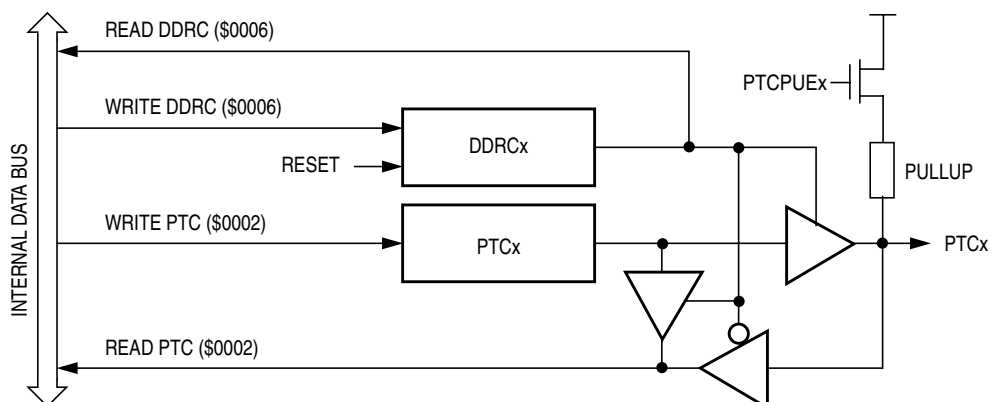 READ DDRC ($0006)
PTCPUEx
WRITE DDRC ($0006)
DDRCx
RESET
PULLUP
INTERNAL DATA BUS
WRITE PTC ($0002)
PTCx
PTCx
READ PTC ($0002)